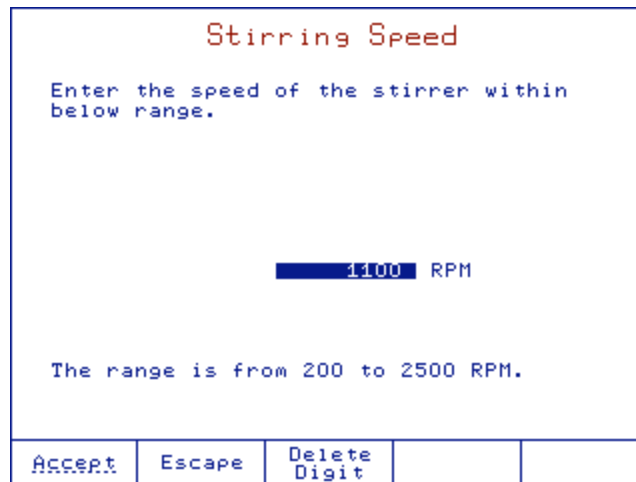 Stirring Speed
Enter the speed of the stirrer within
below range.
1100 RPM
The range is from 200 to 2500 RPM.
Accept
Escape
Delete
Digit